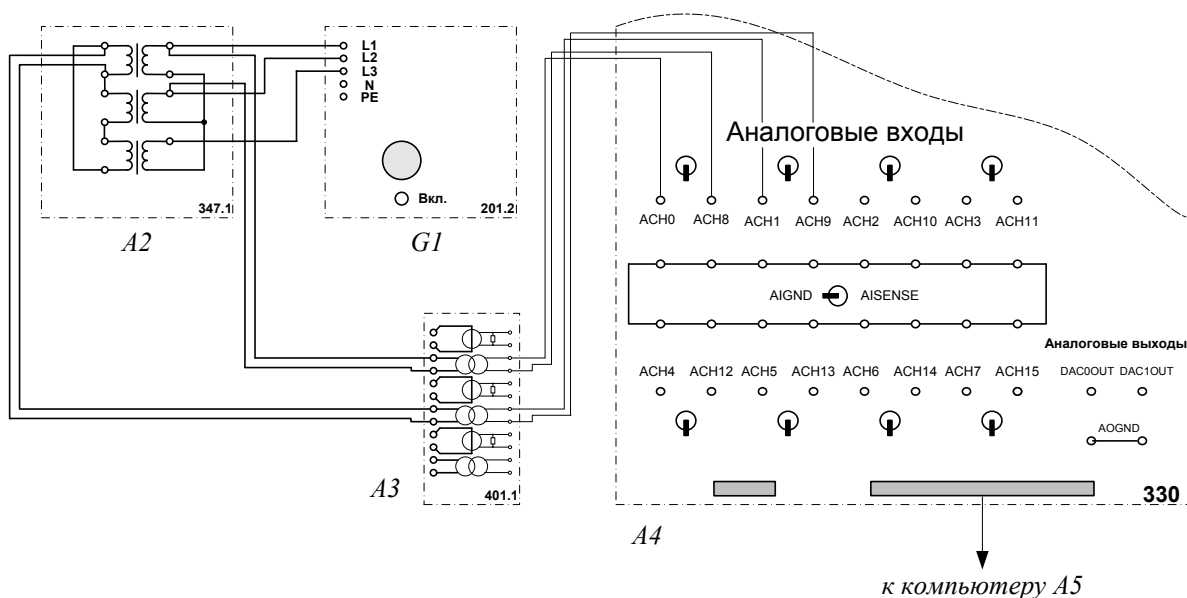 L1
L2
L3
N
PE
Вкл.
347.1
201.2
A2
G1
Аналоговые входы
ACH0 ACH8 ACH1 ACH9 ACH2 ACH10 ACH3 ACH11
AIGND AISENSE
Аналоговые выходы
ACH4 ACH12 ACH5 ACH13 ACH6 ACH14 ACH7 ACH15 DAC0OUT DAC1OUT
AOGND
A3
401.1
330
A4
к компьютеру A5